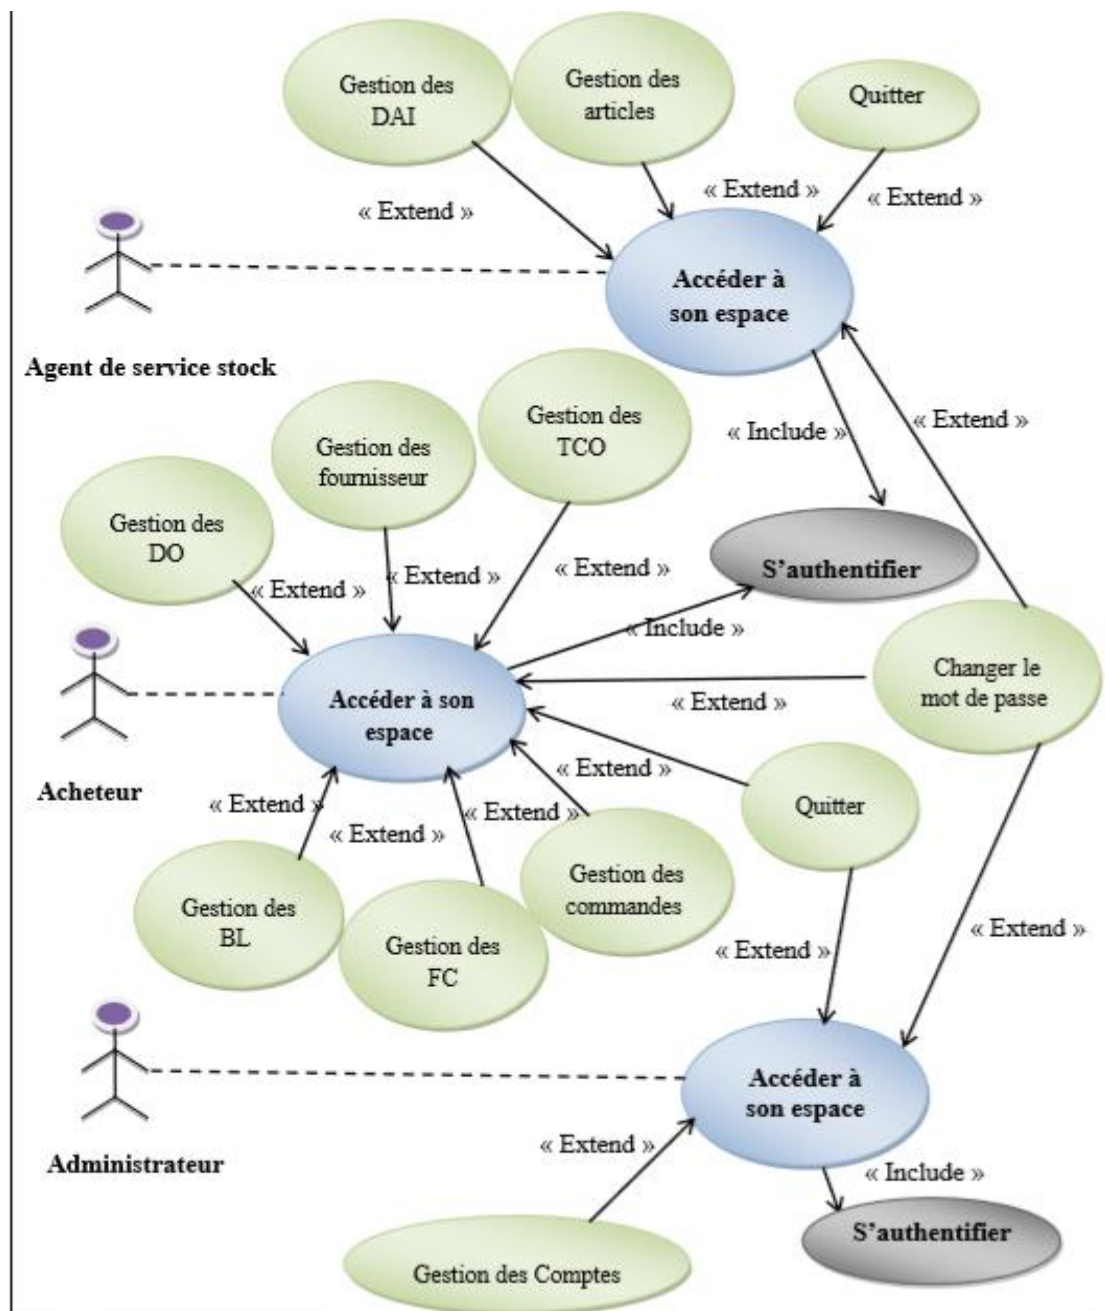 Gestion des
DAI
Gestion des
articles
Quitter
« Extend »
« Extend »
« Extend »
Accéder à
son espace
Agent de service stock
Gestion des
TCO
« Include »
« Extend »
Gestion des
fournisseur
Gestion des
DO
S’authentifier
« Extend »
« Extend »
« Extend »
« Include »
Changer le
mot de passe
Accéder à son
espace
« Extend »
Acheteur
« Extend »
Quitter
« Extend »
« Extend »
« Extend »
Gestion des
commandes
Gestion des
BL
Gestion des
FC
« Extend »
« Extend »
Accéder à
son espace
Administrateur
« Extend »
« Include »
S’authentifier
Gestion des Comptes